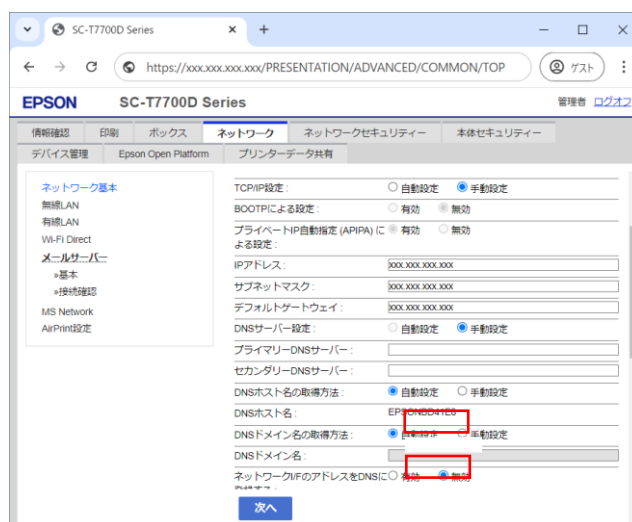 SC-T7700D Series
https://xxx.xxx.xxx.xxx/PRESENTATION/ADVANCED/COMMON/TOP
ゲスト
EPSON SC-T7700D Series
管理者 ログオフ
情報確認 印刷 ボックス ネットワーク ネットワークセキュリティー 本体セキュリティー
デバイス管理 Epson Open Platform プリンターデータ共有
ネットワーク基本
無線LAN
有線LAN
Wi-Fi Direct
メールサーバー
»基本
»接続確認
MS Network
AirPrint設定
TCP/IP設定 : 自動設定 手動設定
BOOTPによる設定 : 有効 無効
プライベートIP自動指定 (APIPA) に 有効 無効
よる設定 :
IPアドレス : xxx.xxx.xxx.xxx
サブネットマスク : xxx.xxx.xxx.xxx
デフォルトゲートウェイ : xxx.xxx.xxx.xxx
DNSサーバー設定 : 自動設定 手動設定
プライマリーDNSサーバー :
セカンダリーDNSサーバー :
DNSホスト名の取得方法 : 自動設定 手動設定
DNSホスト名 :
DNSドメイン名の取得方法 : 自動設定 手動設定
DNSドメイン名 :
ネットワークI/FのアドレスをDNSに 有効 無効
次へ